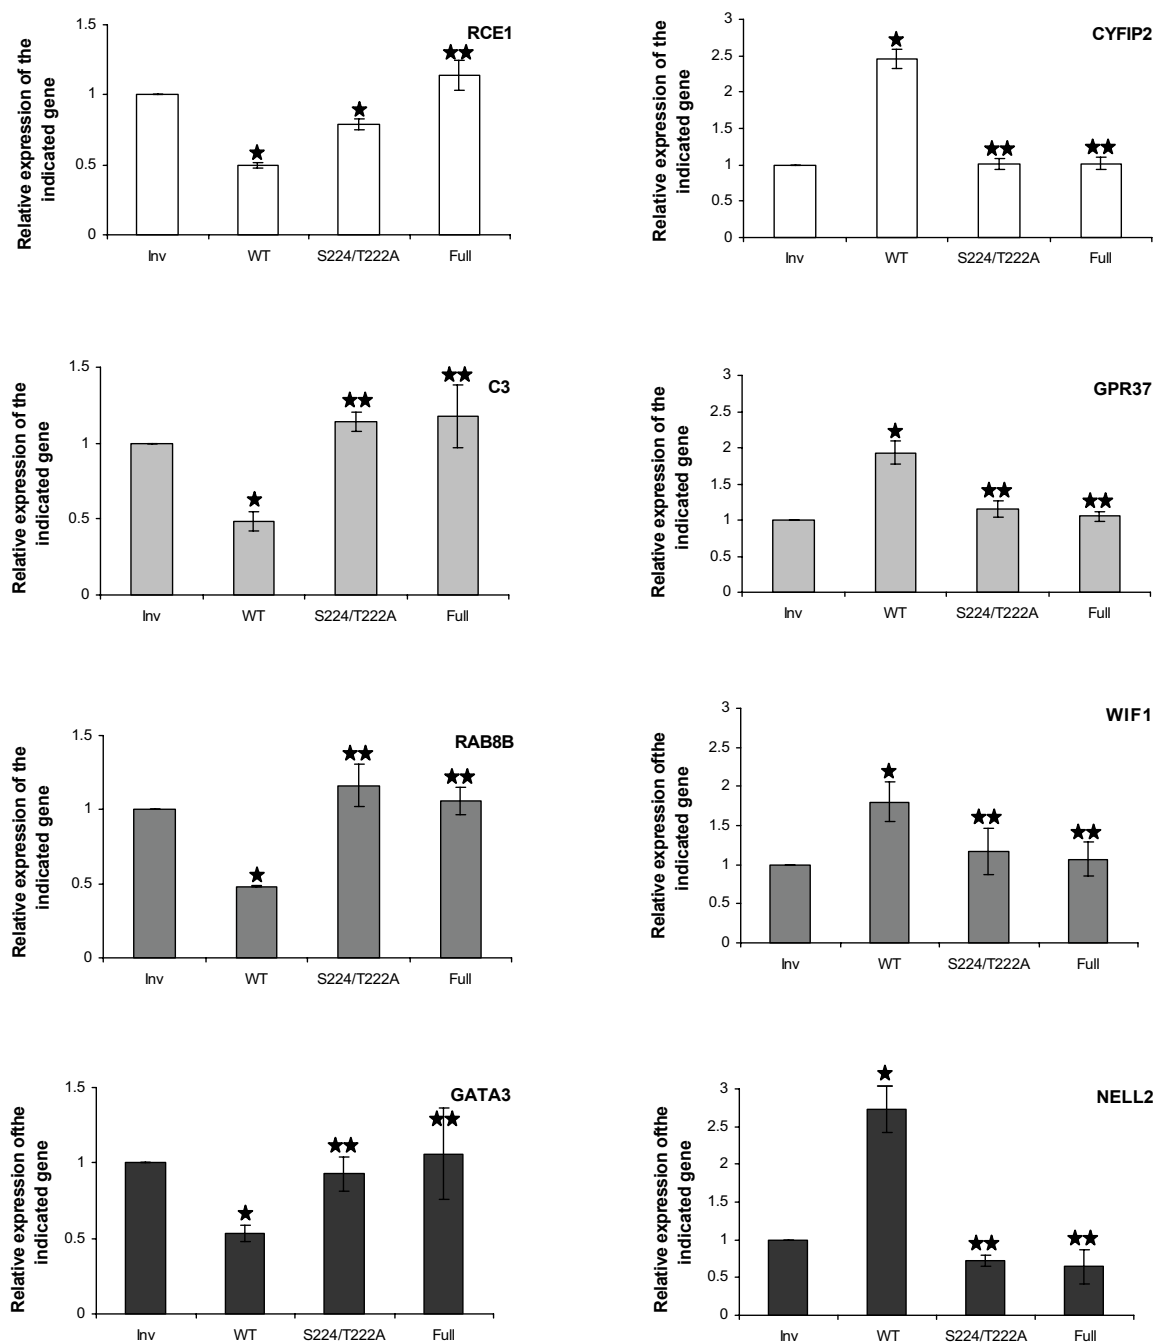 RCE1
Relative expression of the
indicated gene
1.5
1
0.5
0
Inv WT S224/T222A Full
CYFIP2
Relative expression of the
indicated gene
3
2.5
2
1.5
1
0.5
0
Inv WT S224/T222A Full
C3
Relative expression of the
indicated gene
1.5
1
0.5
0
Inv WT S224/T222A Full
GPR37
Relative expression of the
indicated gene
3
2.5
2
1.5
1
0.5
0
Inv WT S224/T222A Full
RAB8B
Relative expression of the
indicated gene
1.5
1
0.5
0
Inv WT S224/T222A Full
WIF1
Relative expression ofthe
indicated gene
3
2.5
2
1.5
1
0.5
0
Inv WT S224/T222A Full
GATA3
Relative expression ofthe
indicated gene
1.5
1
0.5
0
Inv WT S224/T222A Full
NELL2
Relative expression ofthe
indicated gene
3
2.5
2
1.5
1
0.5
0
Inv WT S224/T222A Full